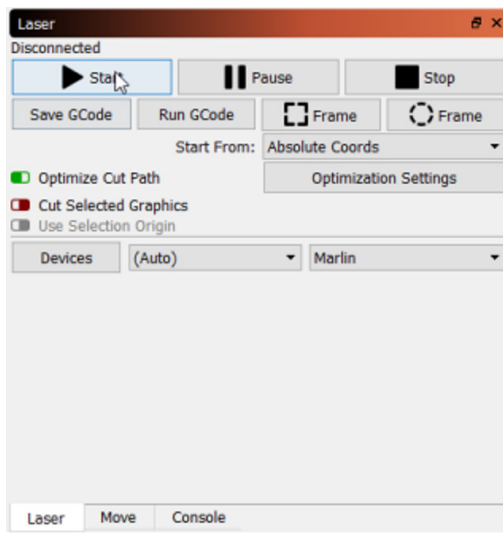 Laser
Disconnected
Start Pause Stop
Save GCode Run GCode Frame Frame
Start From: Absolute Coords
Optimize Cut Path Optimization Settings
Cut Selected Graphics
Use Selection Origin
Devices (Auto) Marlin
Laser Move Console